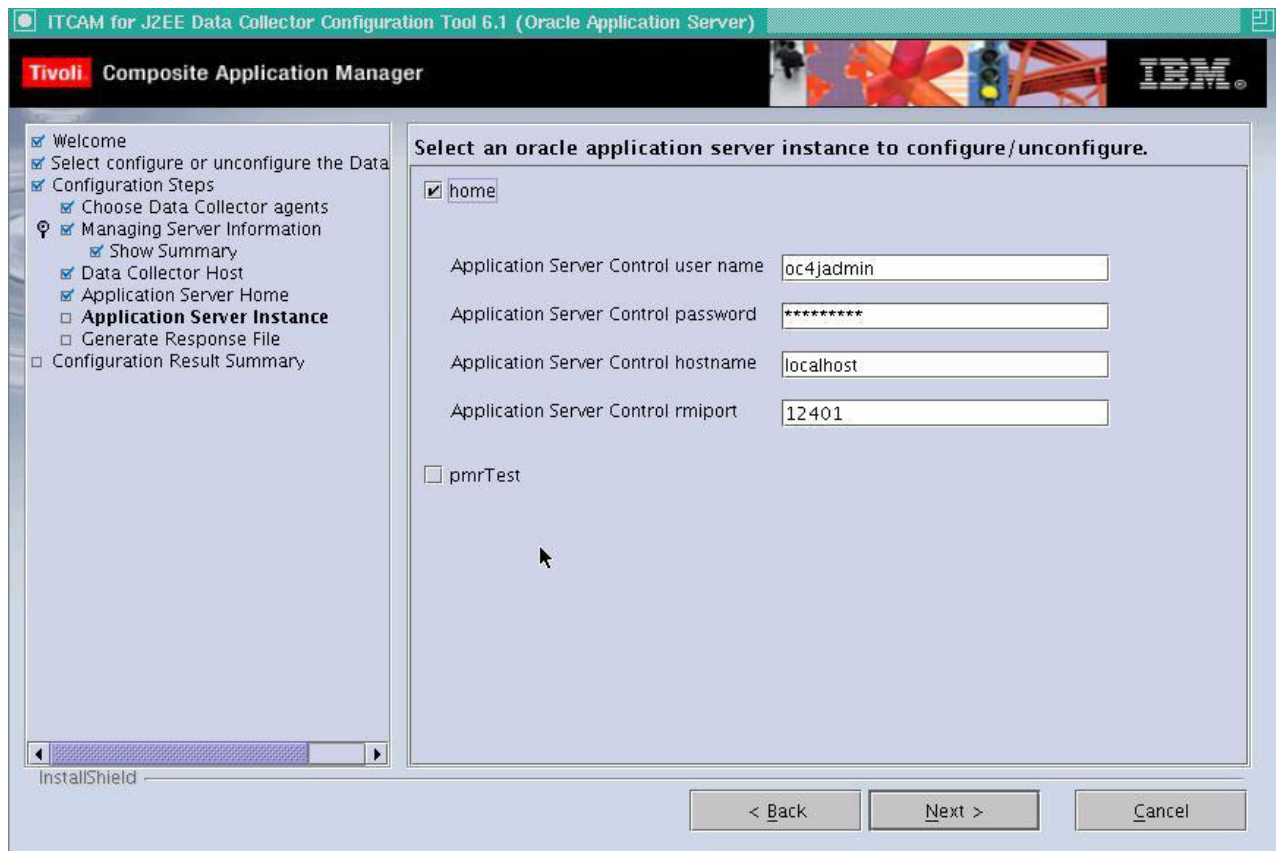 ITCAM for J2EE Data Collector Configuration Tool 6.1 (Oracle Application Server)
Tivoli Composite Application Manager
IBM®
Welcome
Select configure or unconfigure the Data
Configuration Steps
Choose Data Collector agents
Managing Server Information
Show Summary
Data Collector Host
Application Server Home
Application Server Instance
Generate Response File
Configuration Result Summary
Select an oracle application server instance to configure/unconfigure.
home
Application Server Control user name oc4jadmin
Application Server Control password *********
Application Server Control hostname localhost
Application Server Control rmiport 12401
pmrTest
InstallShield
< Back Next > Cancel